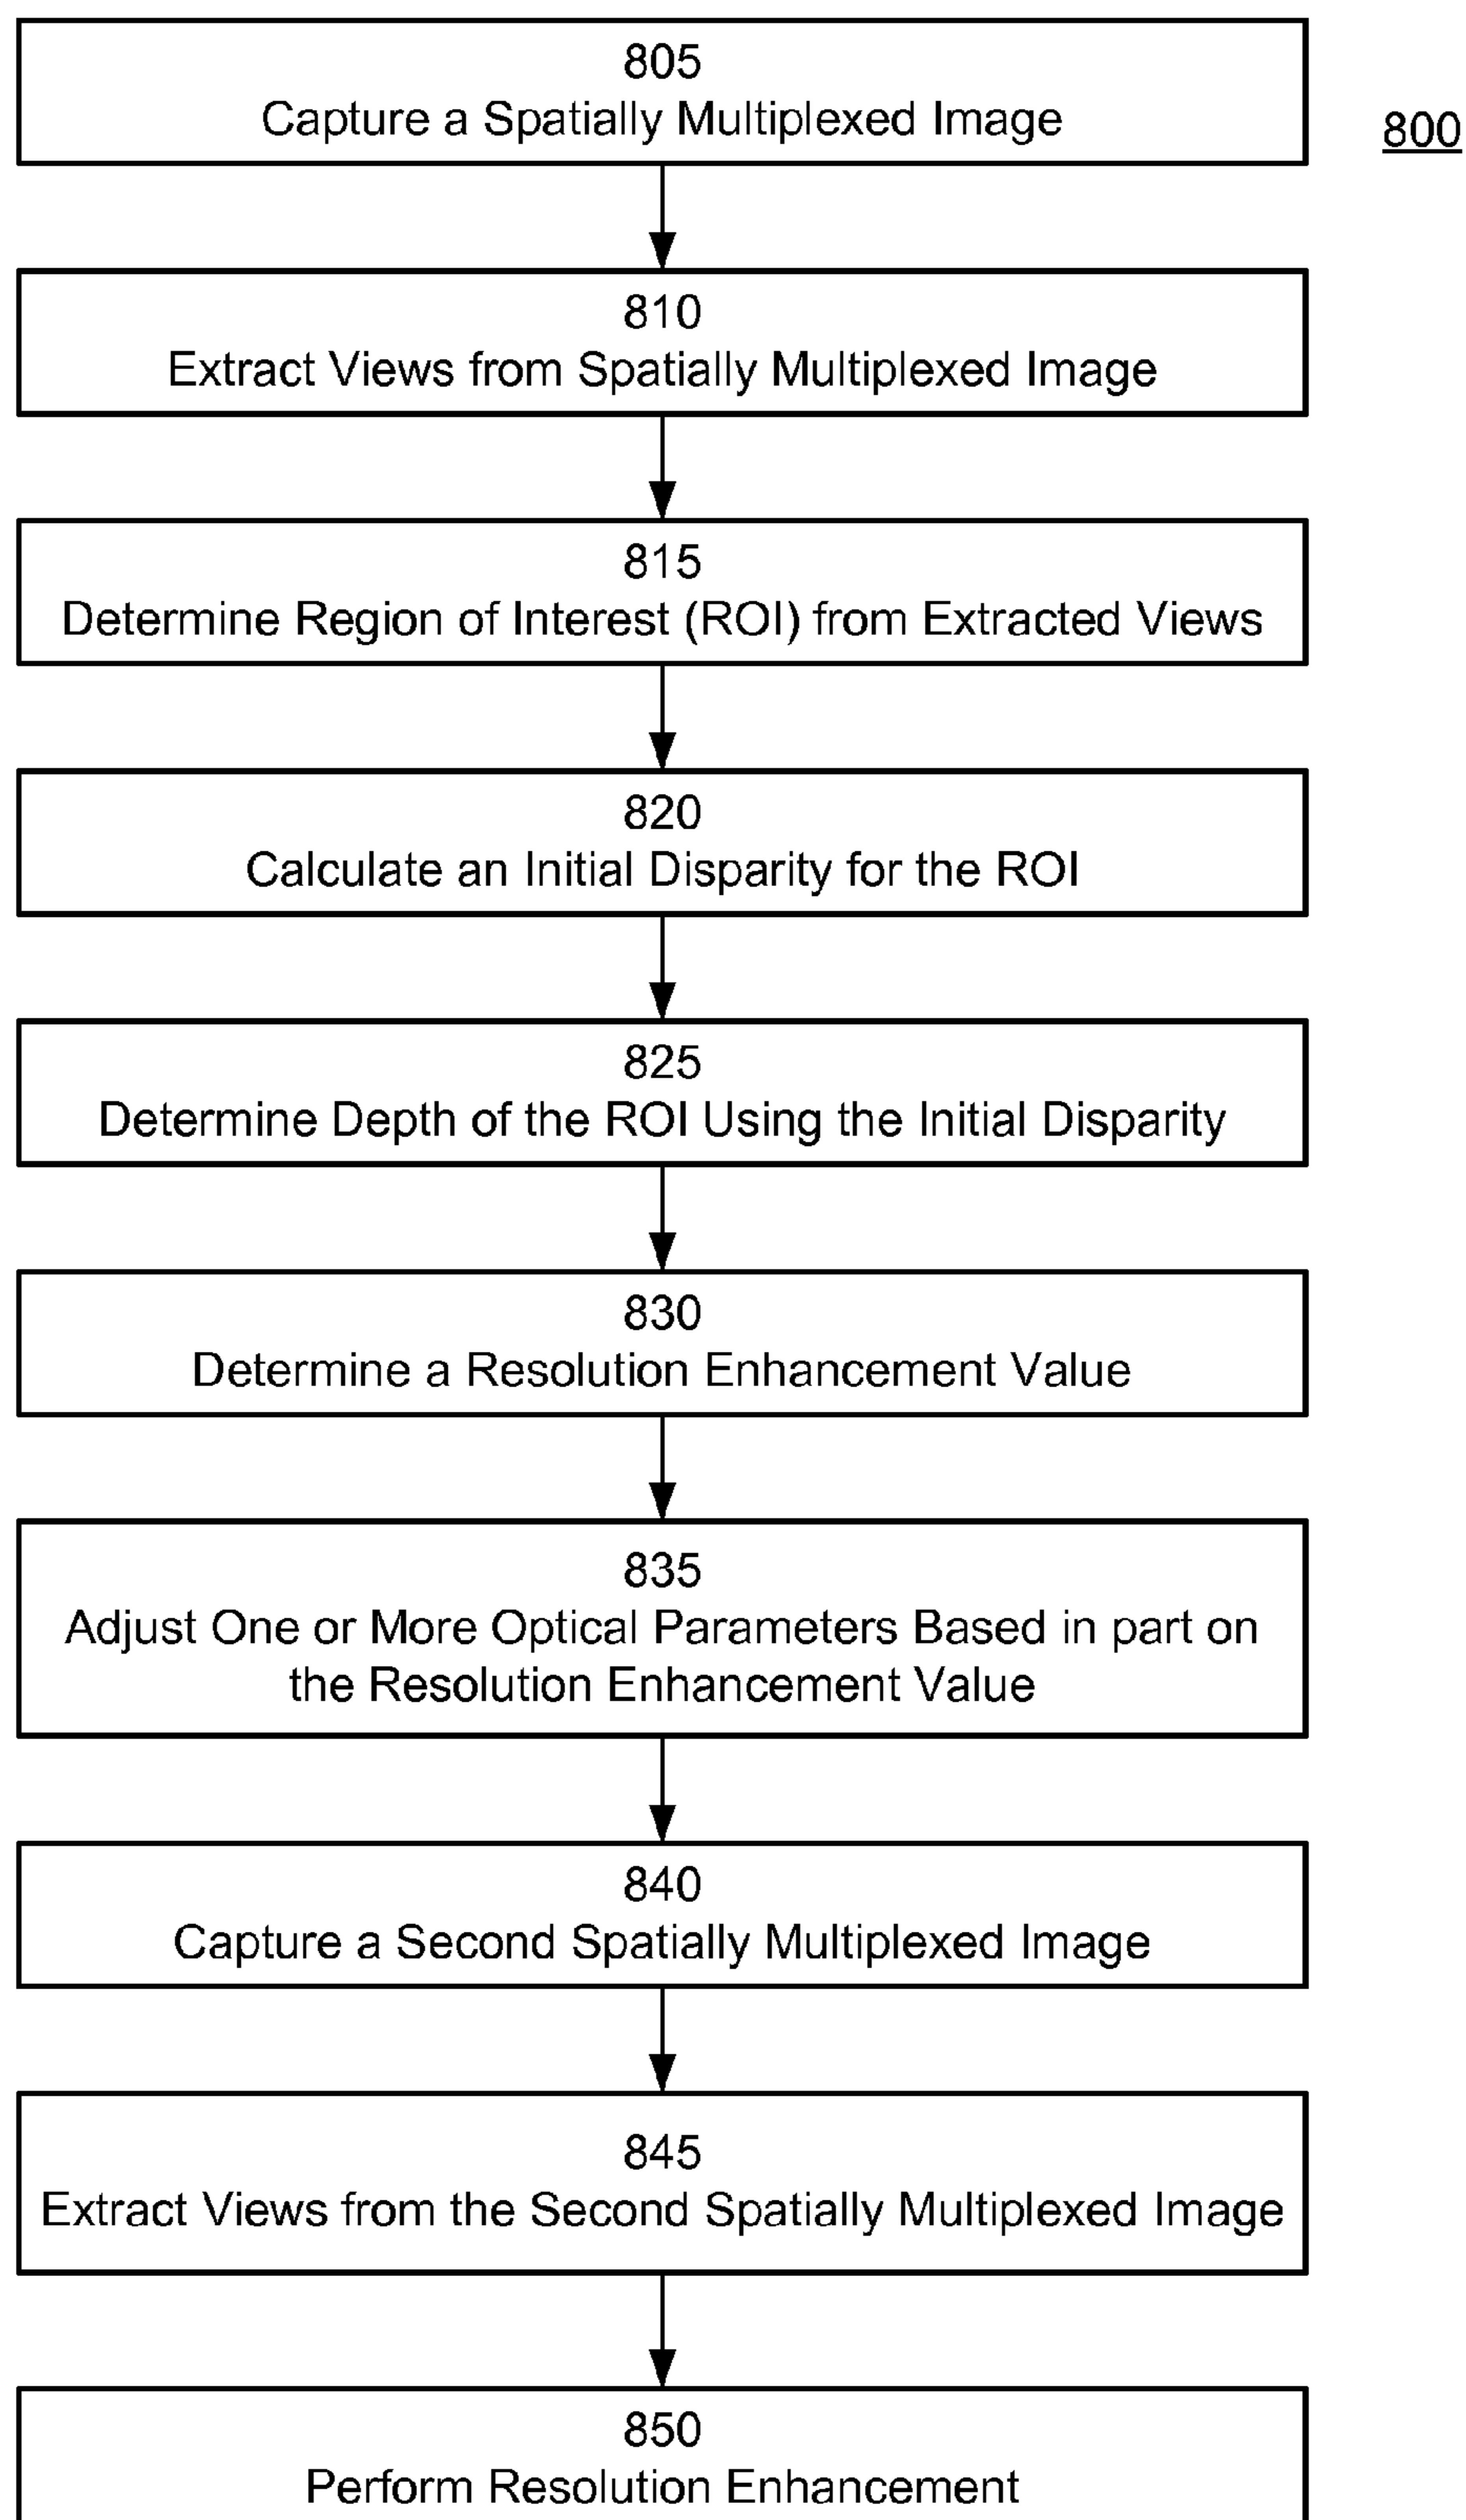 805
Capture a Spatially Multiplexed Image
800
810
Extract Views from Spatially Multiplexed Image
815
Determine Region of Interest (ROI) from Extracted Views
820
Calculate an Initial Disparity for the ROI
825
Determine Depth of the ROI Using the Initial Disparity
830
Determine a Resolution Enhancement Value
835
Adjust One or More Optical Parameters Based in part on
the Resolution Enhancement Value
840
Capture a Second Spatially Multiplexed Image
845
Extract Views from the Second Spatially Multiplexed Image
850
Perform Resolution Enhancement